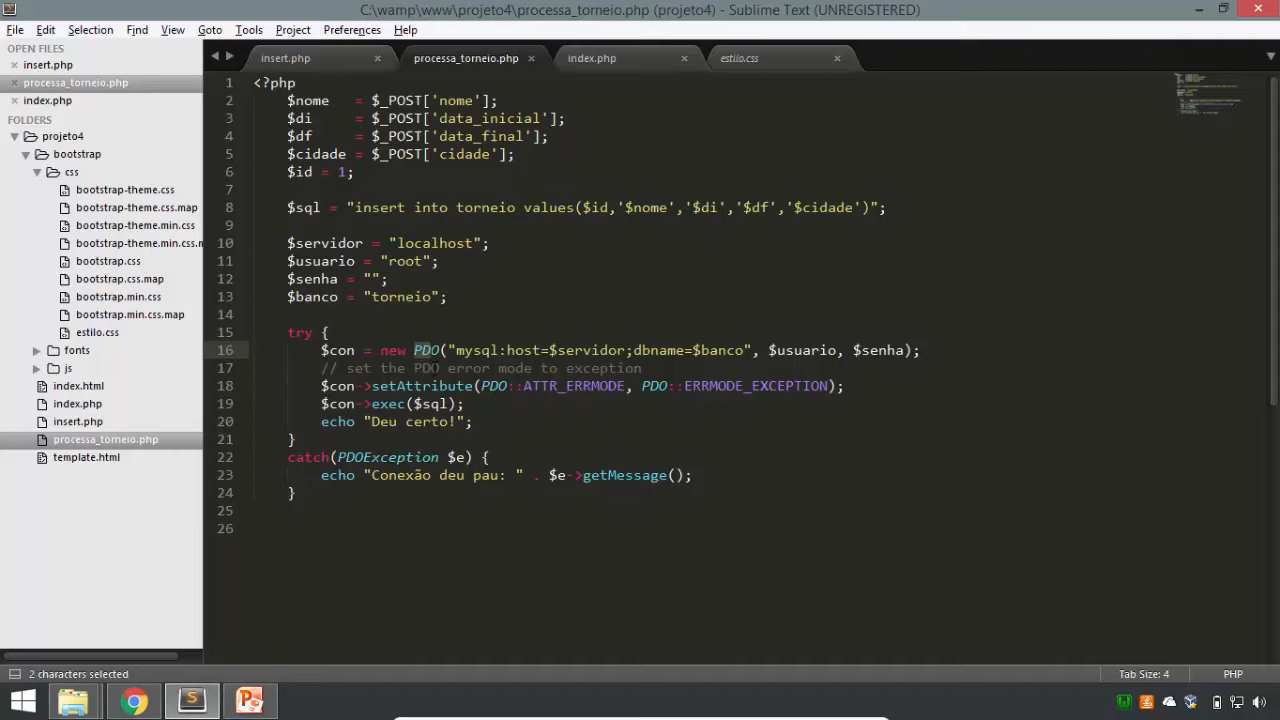 C:\wamp\www\projeto4\processa_torneio.php (projeto4) - Sublime Text (UNREGISTERED)
File Edit Selection Find View Goto Tools Project Preferences Help
OPEN FILES
insert.php
processa_torneio.php
index.php
FOLDERS
projeto4
bootstrap
css
bootstrap-theme.css
bootstrap-theme.css.map
bootstrap-theme.min.css
bootstrap-theme.min.css.m
bootstrap.css
bootstrap.css.map
bootstrap.min.css
bootstrap.min.css.map
estilo.css
fonts
js
index.html
index.php
insert.php
processa_torneio.php
template.html
insert.php processa_torneio.php index.php estilo.css
1 <?php
2 $nome   = $_POST['nome'];
3 $di     = $_POST['data_inicial'];
4 $df     = $_POST['data_final'];
5 $cidade = $_POST['cidade'];
6 $id = 1;
7
8 $sql = "insert into torneio values($id,'$nome','$di','$df','$cidade')";
9
10 $servidor = "localhost";
11 $usuario = "root";
12 $senha = "";
13 $banco = "torneio";
14
15 try {
16 $con = new PDO("mysql:host=$servidor;dbname=$banco", $usuario, $senha);
17 // set the PDO error mode to exception
18 $con->setAttribute(PDO::ATTR_ERRMODE, PDO::ERRMODE_EXCEPTION);
19 $con->exec($sql);
20 echo "Deu certo!";
21 }
22 catch(PDOException $e) {
23 echo "Conexão deu pau: " . $e->getMessage();
24 }
25
26
2 characters selected
Tab Size: 4
PHP